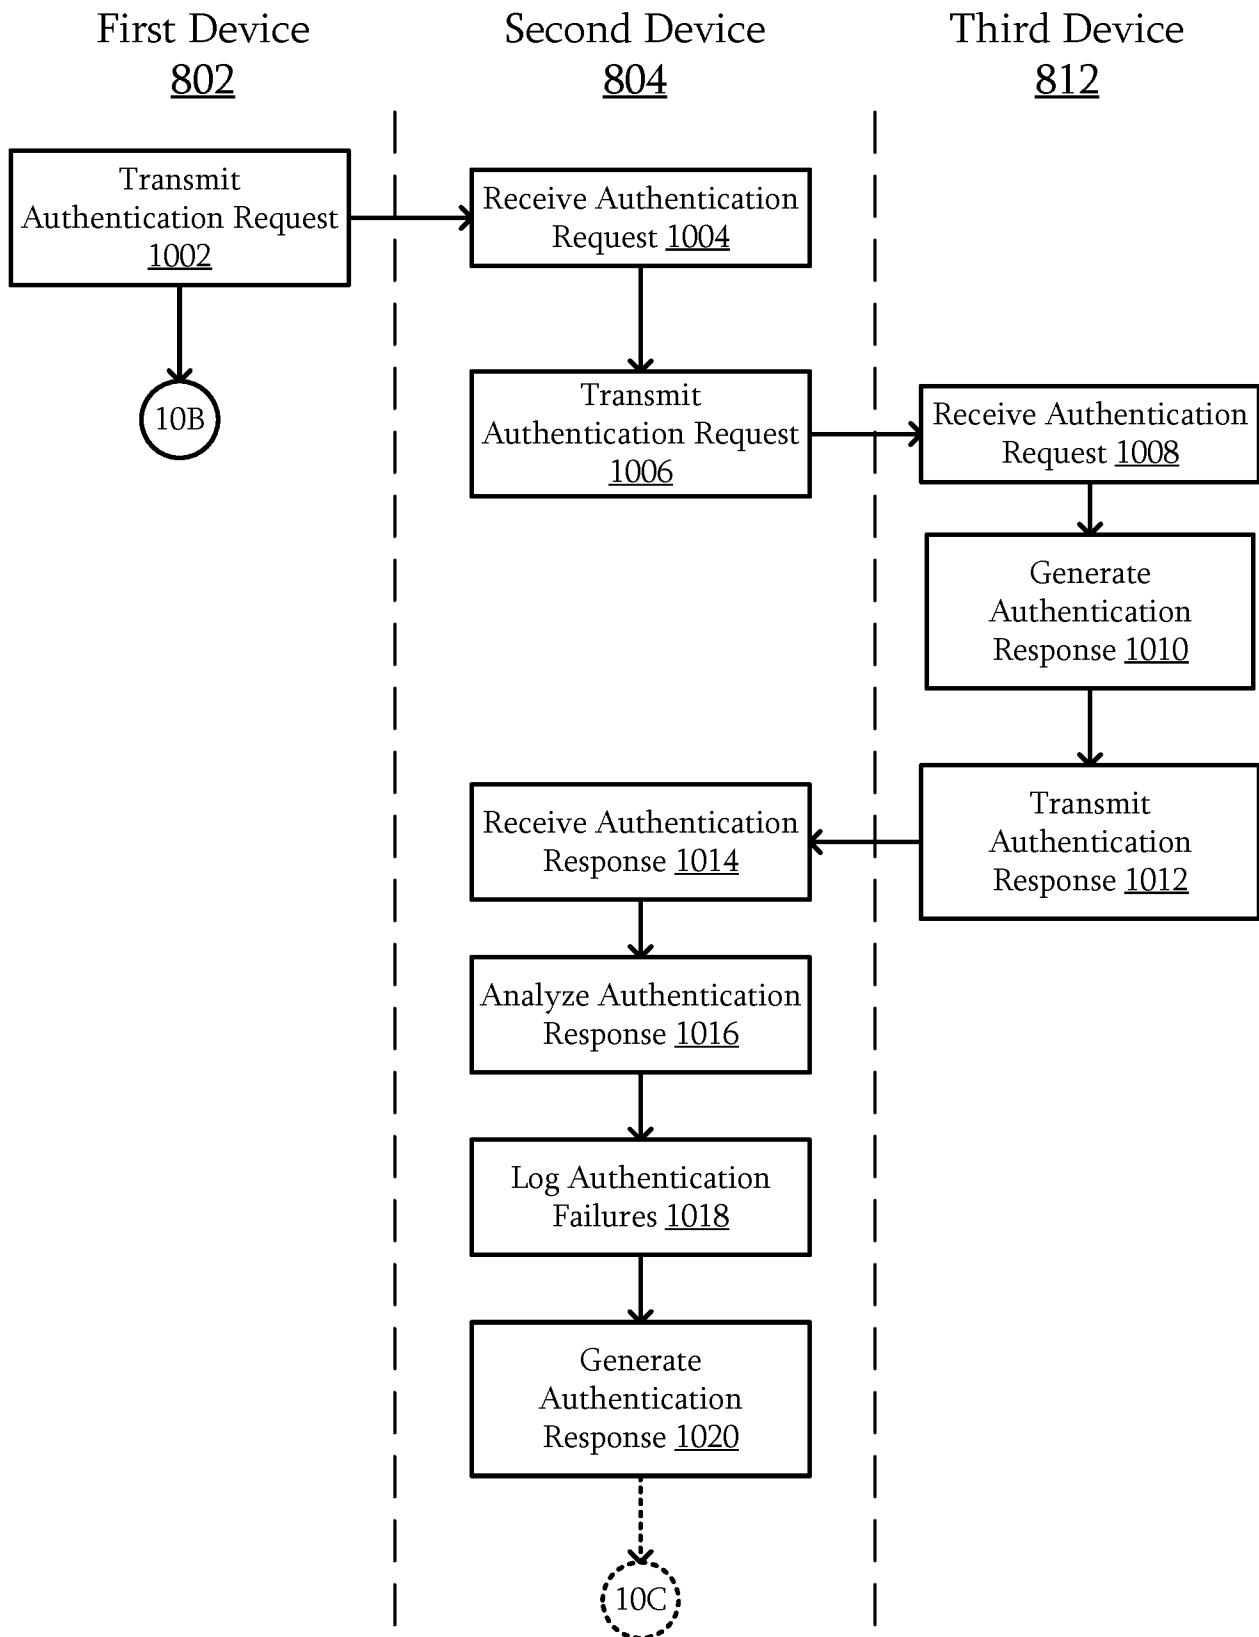 First Device
802
Second Device
804
Third Device
812
Transmit
Authentication Request
1002
Receive Authentication
Request 1004
10B
Transmit
Authentication Request
1006
Receive Authentication
Request 1008
Generate
Authentication
Response 1010
Transmit
Authentication
Response 1012
Receive Authentication
Response 1014
Analyze Authentication
Response 1016
Log Authentication
Failures 1018
Generate
Authentication
Response 1020
10C